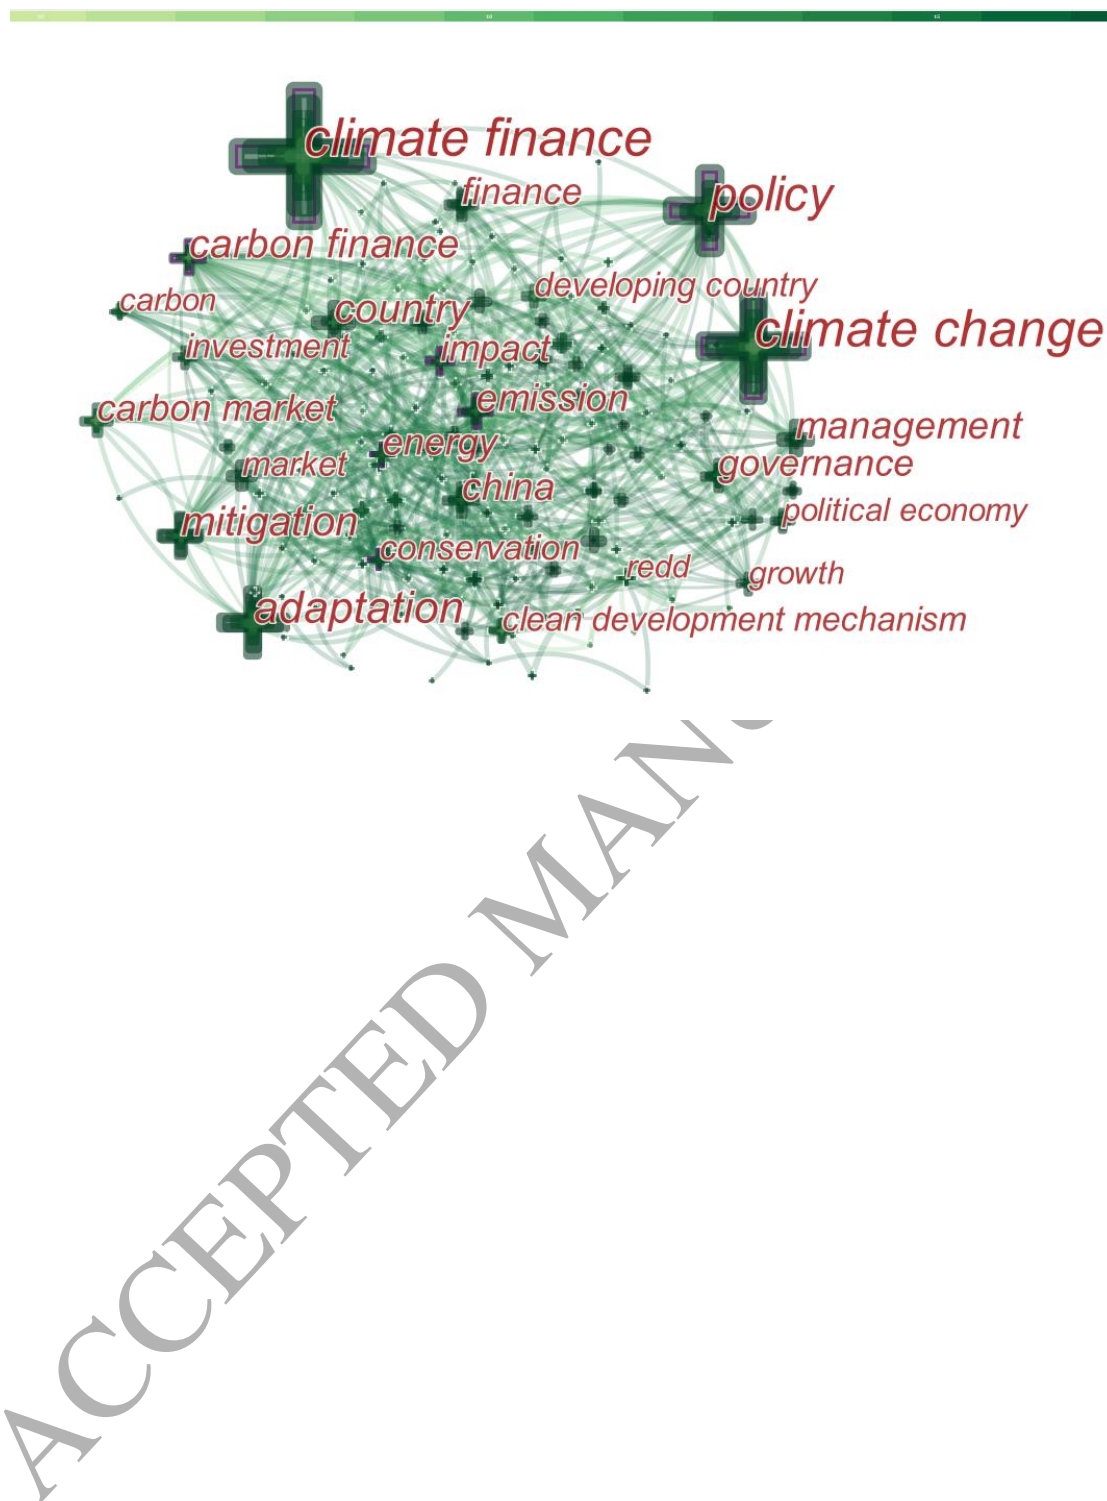 climate finance
finance
policy
carbon finance
developing country
carbon
country
climate change
investment
impact
emission
carbon market
management
energy
governance
market
china
political economy
mitigation
conservation
redd
growth
adaptation
clean development mechanism
ACCEPTED MANU